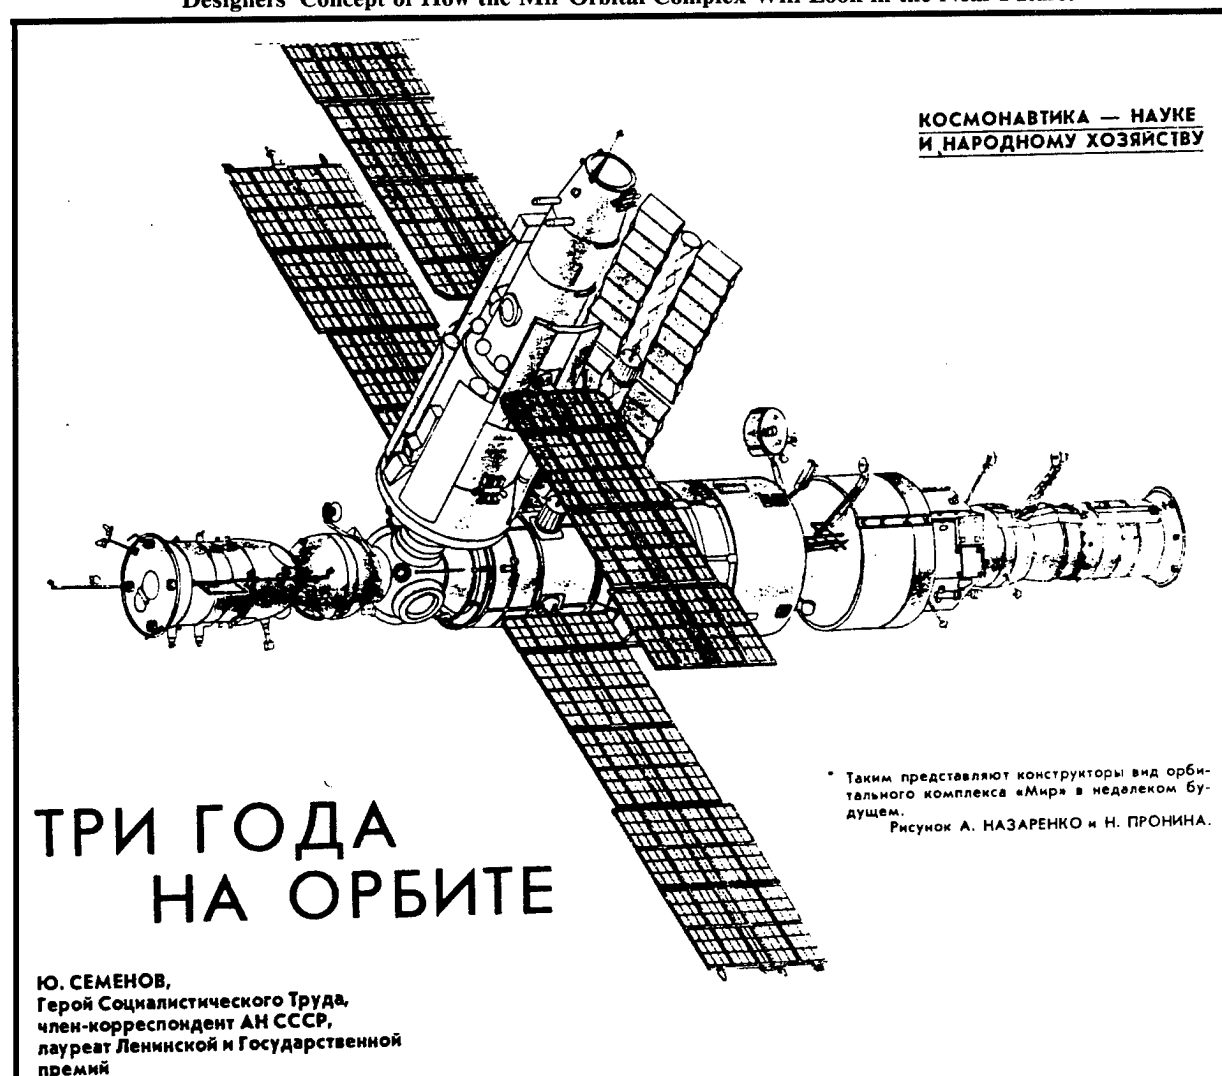 Designers' Concept of How the Mir Orbital Complex Will Look in the Near Future.
КОСМОНАВТИКА — НАУКЕ
И НАРОДНОМУ ХОЗЯЙСТВУ
* Таким представляют конструкторы вид орби-
тального комплекса «Мир» в недалеком бу-
дущем.
Рисунок А. НАЗАРЕНКО и Н. ПРОНИНА.
ТРИ ГОДА
НА ОРБИТЕ
Ю. СЕМЕНОВ,
Герой Социалистического Труда,
член-корреспондент АН СССР,
лауреат Ленинской и Государственной
премий